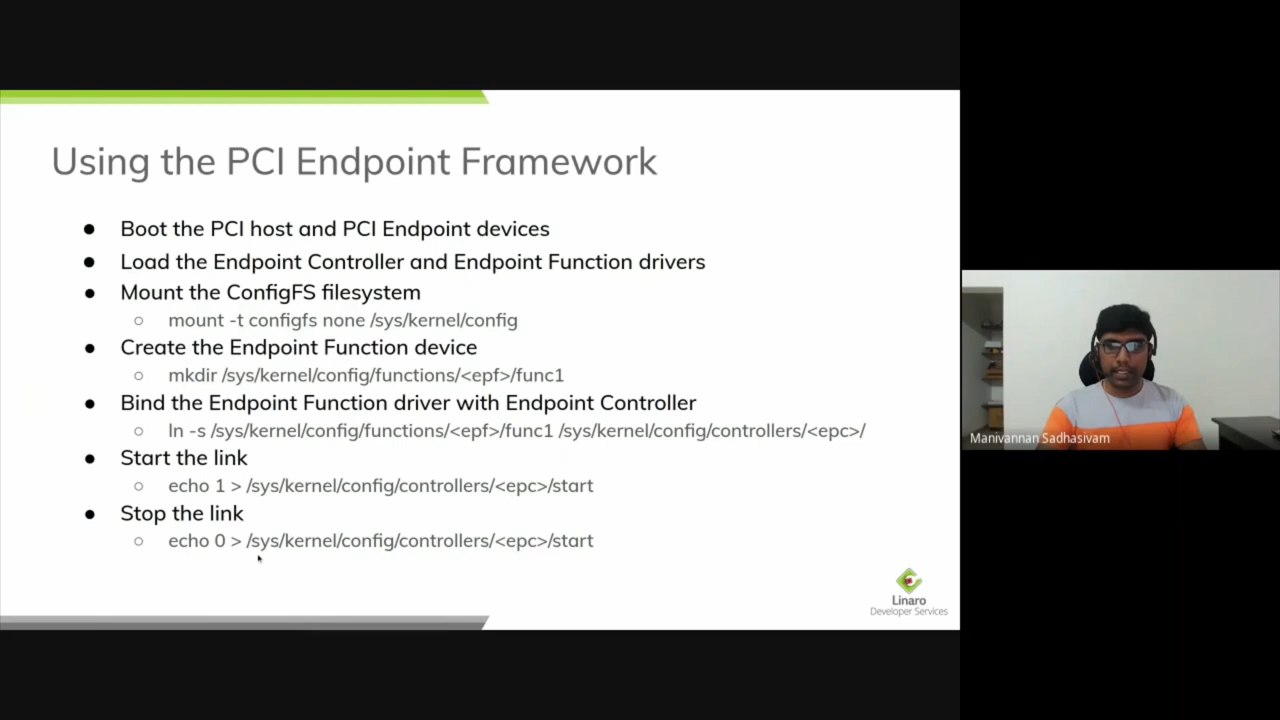 Using the PCI Endpoint Framework
● Boot the PCI host and PCI Endpoint devices
● Load the Endpoint Controller and Endpoint Function drivers
● Mount the ConfigFS filesystem
○ mount -t configfs none /sys/kernel/config
● Create the Endpoint Function device
○ mkdir /sys/kernel/config/functions/<epf>/func1
● Bind the Endpoint Function driver with Endpoint Controller
○ ln -s /sys/kernel/config/functions/<epf>/func1 /sys/kernel/config/controllers/<epc>/
● Start the link
○ echo 1 > /sys/kernel/config/controllers/<epc>/start
● Stop the link
○ echo 0 > /sys/kernel/config/controllers/<epc>/start
Linaro
Developer Services
Manivannan Sadhasivam